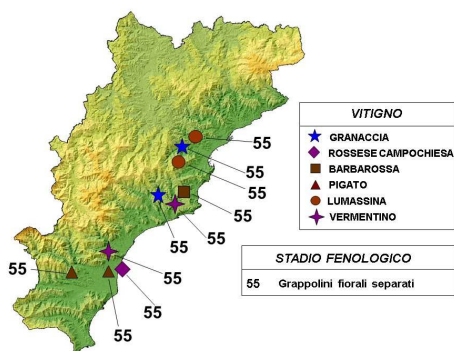 55
55
55
55
55
55
55
55
55
55
VITIGNO
GRANACCIA
ROSSESE CAMPOCHIESA
BARBAROSSA
PIGATO
LUMASSINA
VERMENTINO
STADIO FENOLOGICO
55 Grappolini fiorali separati